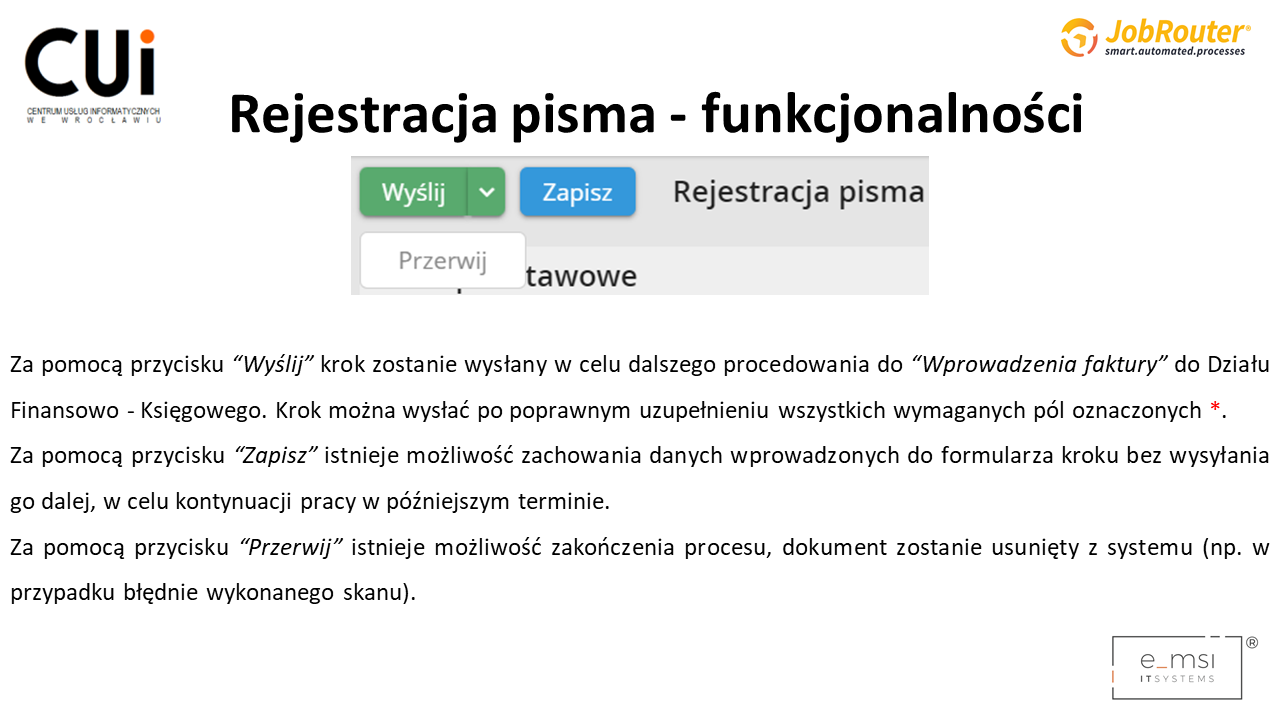 CUi
CENTRUM USŁUG INFORMATYCZNYCH
WE WROCŁAWIU
JobRouter®
smart.automated.processes
Rejestracja pisma - funkcjonalności
Wyślij Zapisz Rejestracja pisma
Przerwij
tawowe
Za pomocą przycisku “Wyślij” krok zostanie wysłany w celu dalszego procedowania do “Wprowadzenia faktury” do Działu
Finansowo - Księgowego. Krok można wysłać po poprawnym uzupełnieniu wszystkich wymaganych pól oznaczonych *.
Za pomocą przycisku “Zapisz” istnieje możliwość zachowania danych wprowadzonych do formularza kroku bez wysyłania
go dalej, w celu kontynuacji pracy w późniejszym terminie.
Za pomocą przycisku “Przerwij” istnieje możliwość zakończenia procesu, dokument zostanie usunięty z systemu (np. w
przypadku błędnie wykonanego skanu).
e_msi ®
ITSYSTEMS